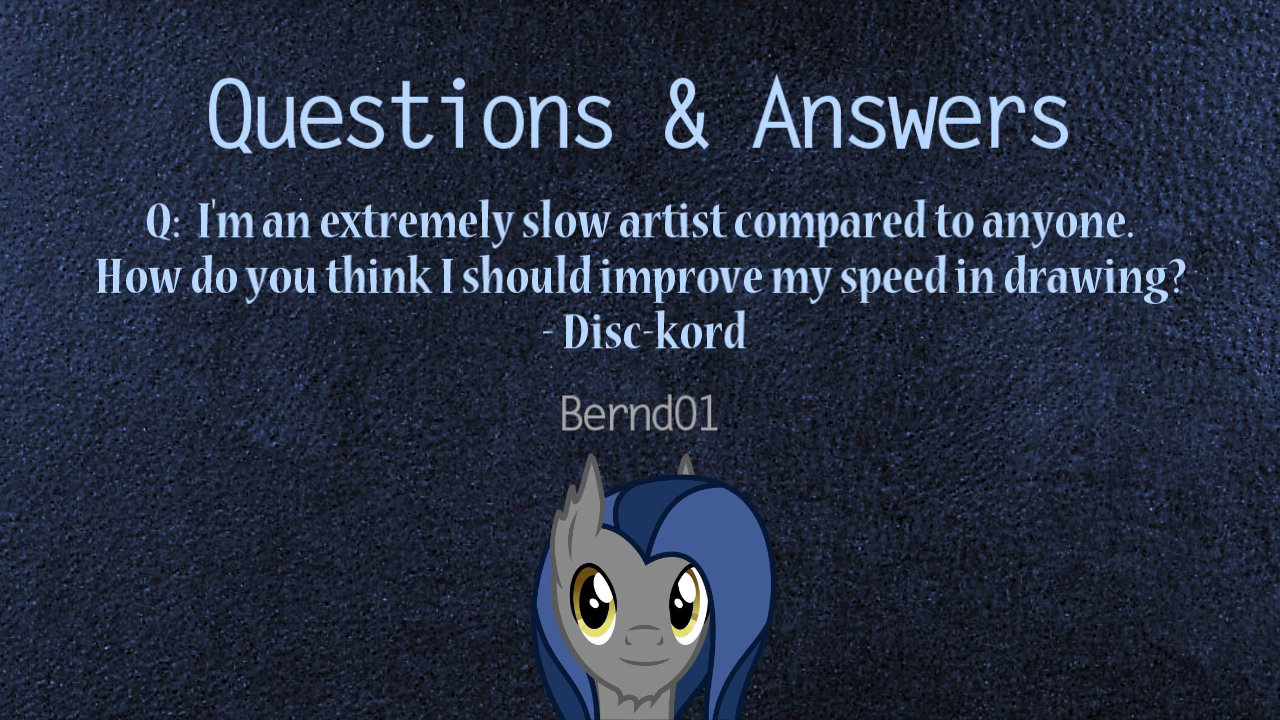 Questions & Answers
Q: I'm an extremely slow artist compared to anyone.
How do you think I should improve my speed in drawing?
- Disc-kord
Bernd01